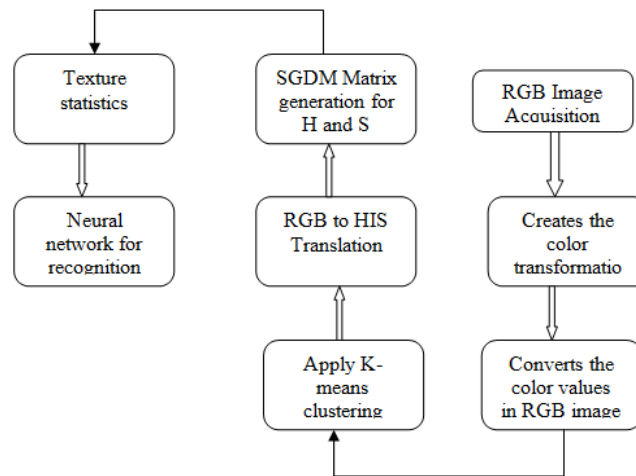 Texture
statistics
SGDM Matrix
generation for
H and S
RGB Image
Acquisition
Neural
network for
recognition
RGB to HIS
Translation
Creates the
color
transformatio
Apply K-
means
clustering
Converts the
color values
in RGB image